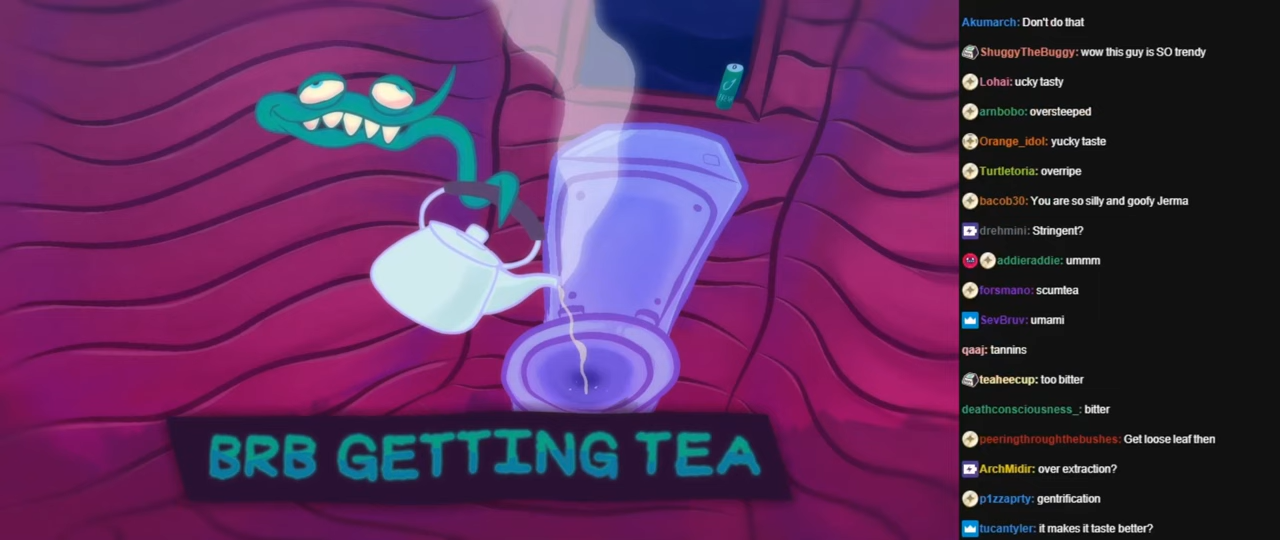 BRB GETTING TEA
Akumarch: Don't do that
ShuggyTheBuggy: wow this guy is SO trendy
Lohai: ucky tasty
arnbobo: oversteeped
Orange_idol: yucky taste
Turtletoria: overripe
bacob30: You are so silly and goofy Jerma
drehmini: Stringent?
addieraddie: ummm
forsmano: scumtea
SevBruv: umami
qaaj: tannins
teaheecup: too bitter
deathconsciousness_: bitter
peeringthroughthebushes: Get loose leaf then
ArchMidir: over extraction?
p1zzaprty: gentrification
tucantyler: it makes it taste better?